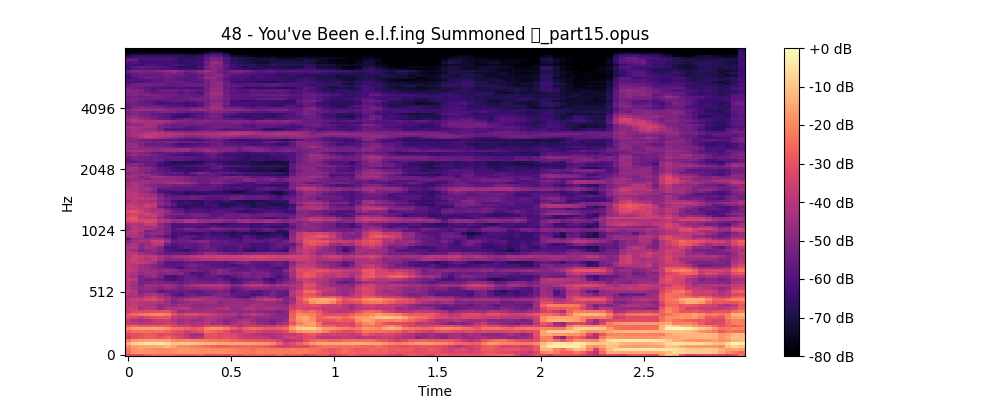 48 - You've Been e.l.f.ing Summoned _part15.opus
+0 dB
-10 dB
-20 dB
-30 dB
-40 dB
-50 dB
-60 dB
-70 dB
-80 dB
4096
2048
1024
512
0
Hz
0
0.5
1
1.5
2
2.5
Time